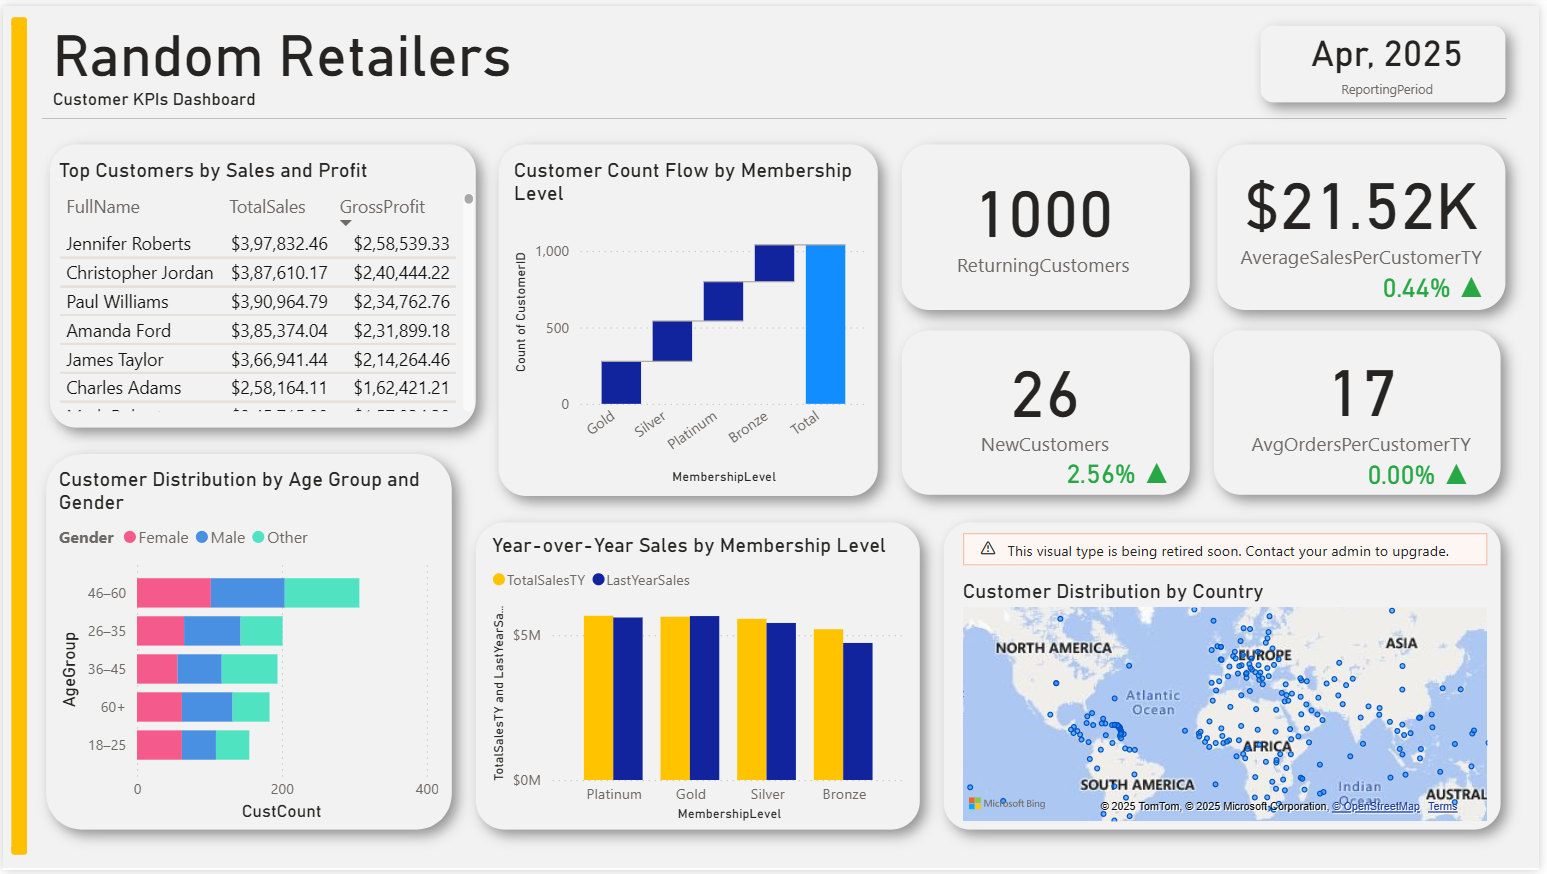 Random Retailers
Customer KPIs Dashboard
Apr, 2025
ReportingPeriod
Top Customers by Sales and Profit
FullName TotalSales GrossProfit
Jennifer Roberts $3,97,832.46 $2,58,539.33
Christopher Jordan $3,87,610.17 $2,40,444.22
Paul Williams $3,90,964.79 $2,34,762.76
Amanda Ford $3,85,374.04 $2,31,899.18
James Taylor $3,66,941.44 $2,14,264.46
Charles Adams $2,58,164.11 $1,62,421.21
Customer Count Flow by Membership
Level
Count of CustomerID
1,000
500
0
Gold
Silver
Platinum
Bronze
Total
MembershipLevel
1000
ReturningCustomers
$21.52K
AverageSalesPerCustomerTY
0.44%
26
NewCustomers
2.56%
17
AvgOrdersPerCustomerTY
0.00%
Customer Distribution by Age Group and
Gender
Gender Female Male Other
AgeGroup
46–60
26–35
36–45
60+
18–25
0 200 400
CustCount
Year-over-Year Sales by Membership Level
TotalSalesTY LastYearSales
TotalSalesTY and LastYearSa...
$5M
$0M
Platinum Gold Silver Bronze
MembershipLevel
This visual type is being retired soon. Contact your admin to upgrade.
Customer Distribution by Country
NORTH AMERICA
EUROPE
ASIA
Atlantic
Ocean
AFRICA
SOUTH AMERICA
Indian
Ocean
AUSTRAL
Microsoft Bing
© 2025 TomTom, © 2025 Microsoft Corporation, © OpenStreetMap Terms